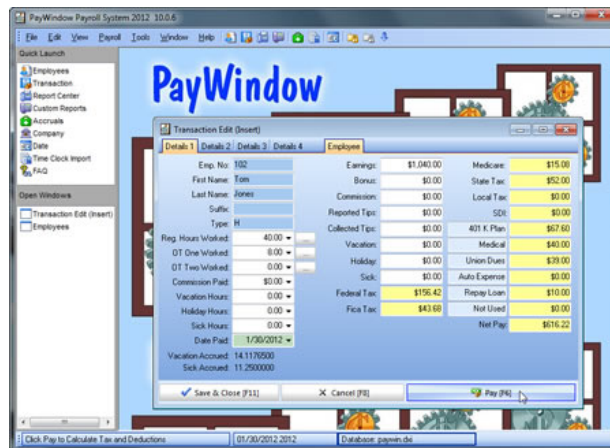 PayWindow Payroll System 2012 10.0.6
File Edit View Payroll Tools Window Help
Quick Launch
Employees
Transaction
Report Center
Custom Reports
Accruals
Company
Date
Time Clock Import
FAQ
Open Windows
Transaction Edit (Insert)
Employees
PayWindow
Transaction Edit (Insert)
Details 1 Details 2 Details 3 Details 4 Employee
Emp. No: 102
First Name: Tom
Last Name: Jones
Suffix:
Type: H
Reg. Hours Worked: 40.00
OT One Worked: 8.00
OT Two Worked: 0.00
Commission Paid: $0.00
Vacation Hours: 0.00
Holiday Hours: 0.00
Sick Hours: 0.00
Date Paid: 1/30/2012
Vacation Accrued: 14.1176500
Sick Accrued: 11.2500000
Earnings: $1,040.00
Bonus: $0.00
Commission: $0.00
Reported Tips: $0.00
Collected Tips: $0.00
Vacation: $0.00
Holiday: $0.00
Sick: $0.00
Federal Tax: $156.42
Fica Tax: $43.68
Medicare: $15.08
State Tax: $52.00
Local Tax: $0.00
SDI: $0.00
401 K Plan $67.60
Medical $40.00
Union Dues $39.00
Auto Expense $0.00
Repay Loan $10.00
Not Used $0.00
Net Pay: $616.22
Save & Close [F11] Cancel [F8] Pay [F6]
Click Pay to Calculate Tax and Deductions 01/30/2012 2012 Database: paywin.dxi